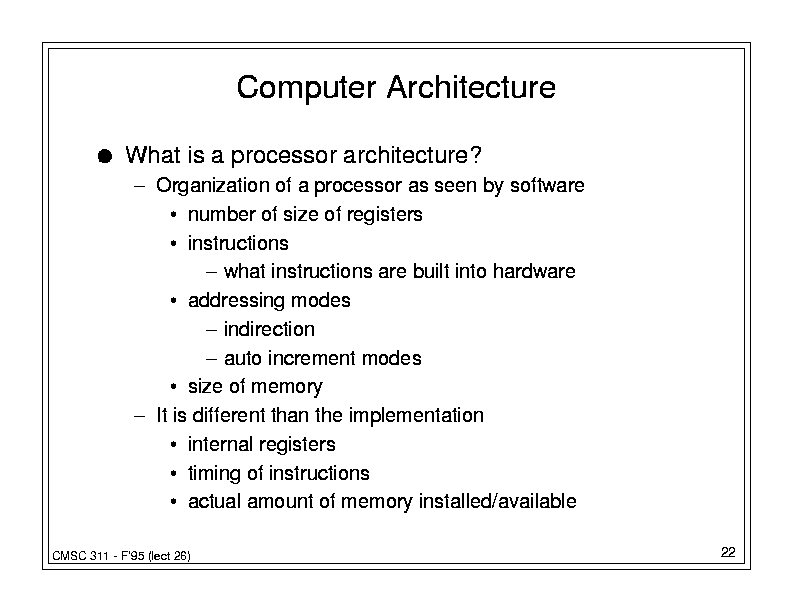 Computer Architecture
● What is a processor architecture?
– Organization of a processor as seen by software
• number of size of registers
• instructions
– what instructions are built into hardware
• addressing modes
– indirection
– auto increment modes
• size of memory
– It is different than the implementation
• internal registers
• timing of instructions
• actual amount of memory installed/available
CMSC 311 - F'95 (lect 26)
22